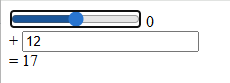 0
+ 12
= 17